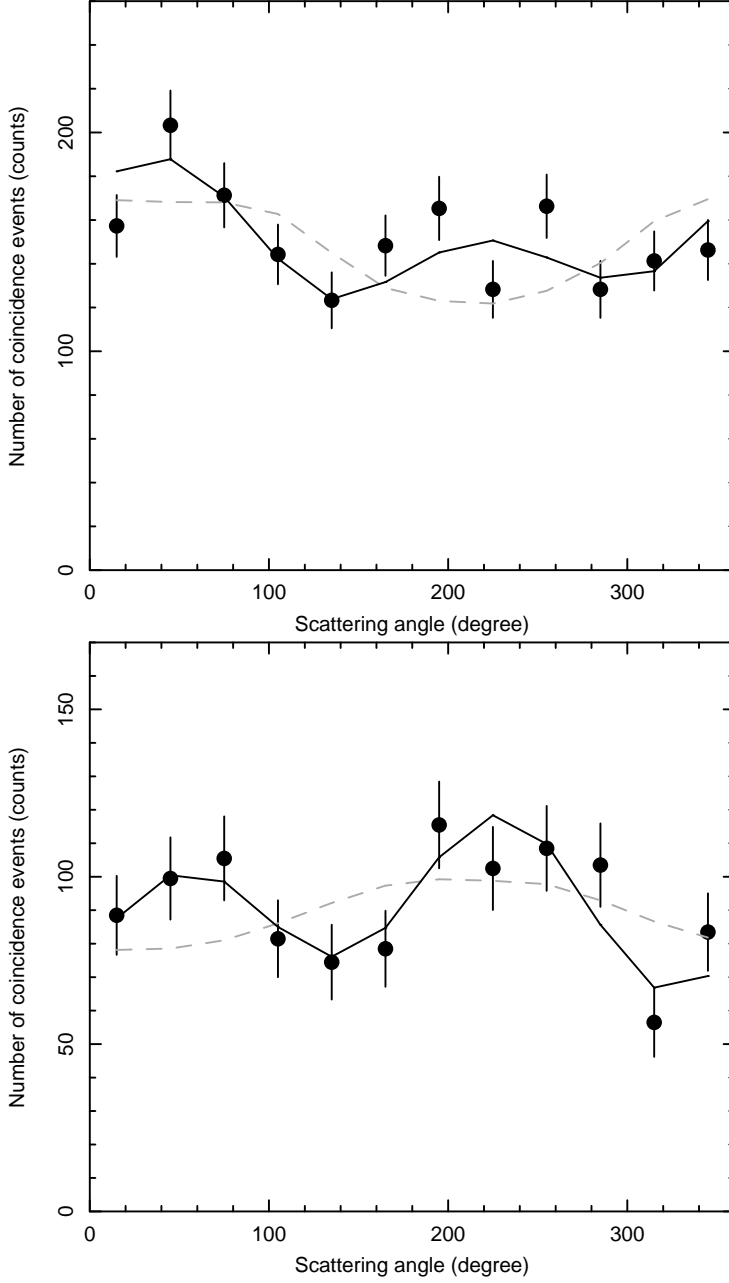 Number of coincidence events (counts)
200
100
0
0 100 200 300
Scattering angle (degree)
Number of coincidence events (counts)
150
100
50
0
0 100 200 300
Scattering angle (degree)